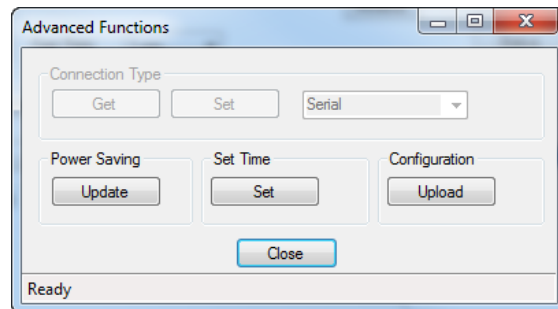 Advanced Functions
Connection Type
Get Set Serial
Power Saving Set Time Configuration
Update Set Upload
Close
Ready